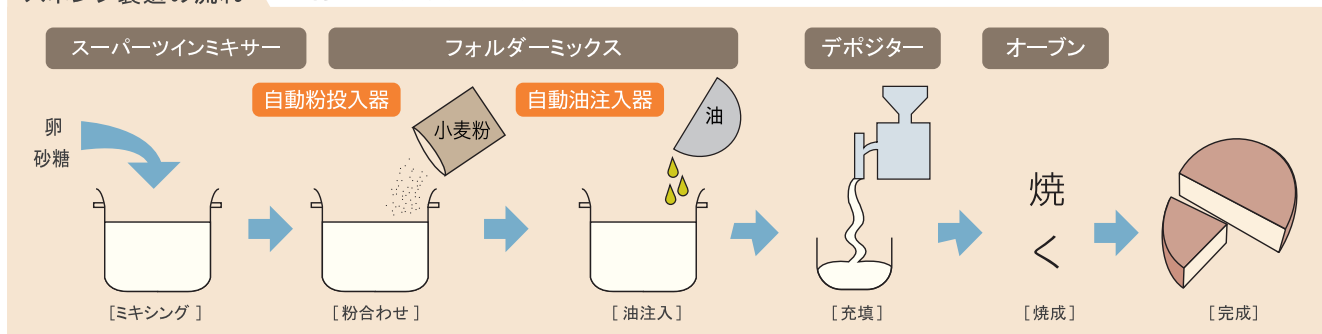 スーパーツインミキサー
フォルダーミックス
デポジター
オーブン
自動粉投入器
自動油注入器
卵
砂糖
小麦粉
油
焼
く
[ミキシング]
[粉合わせ]
[油注入]
[充填]
[焼成]
[完成]